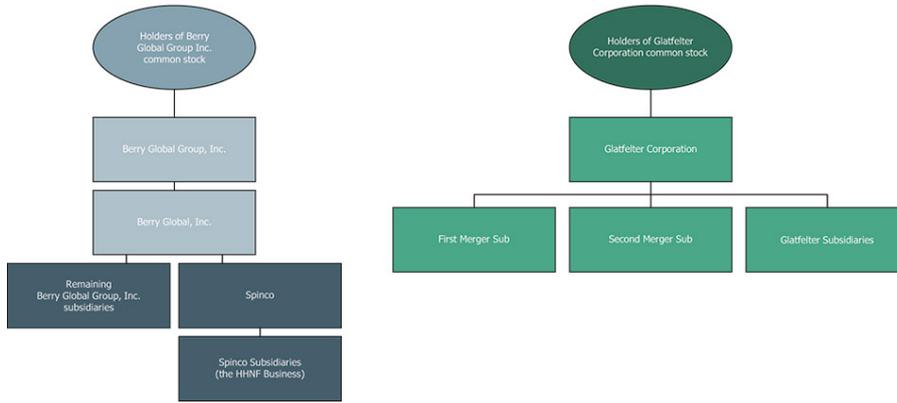 Holders of Berry
Global Group Inc.
common stock
Berry Global Group, Inc.
Berry Global, Inc.
Remaining
Berry Global Group, Inc.
subsidiaries
Spinco
Spinco Subsidiaries
(the HHNF Business)
Holders of Glatfelter
Corporation common stock
Glatfelter Corporation
First Merger Sub
Second Merger Sub
Glatfelter Subsidiaries